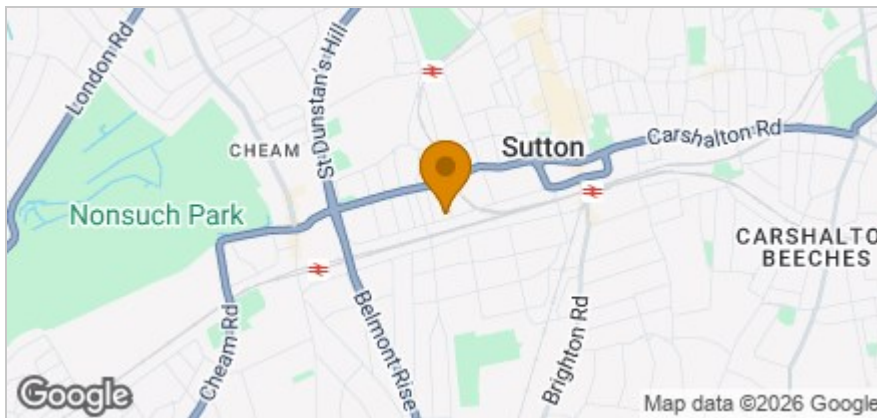 London Rd
St Dunstan's Hill
CHEAM
Sutton
Carshalton Rd
Nonsuch Park
CARSHALTO
BEECHES
Cheam Rd
Belmont Rise
Brighton Rd
Google
Map data ©2026 Google